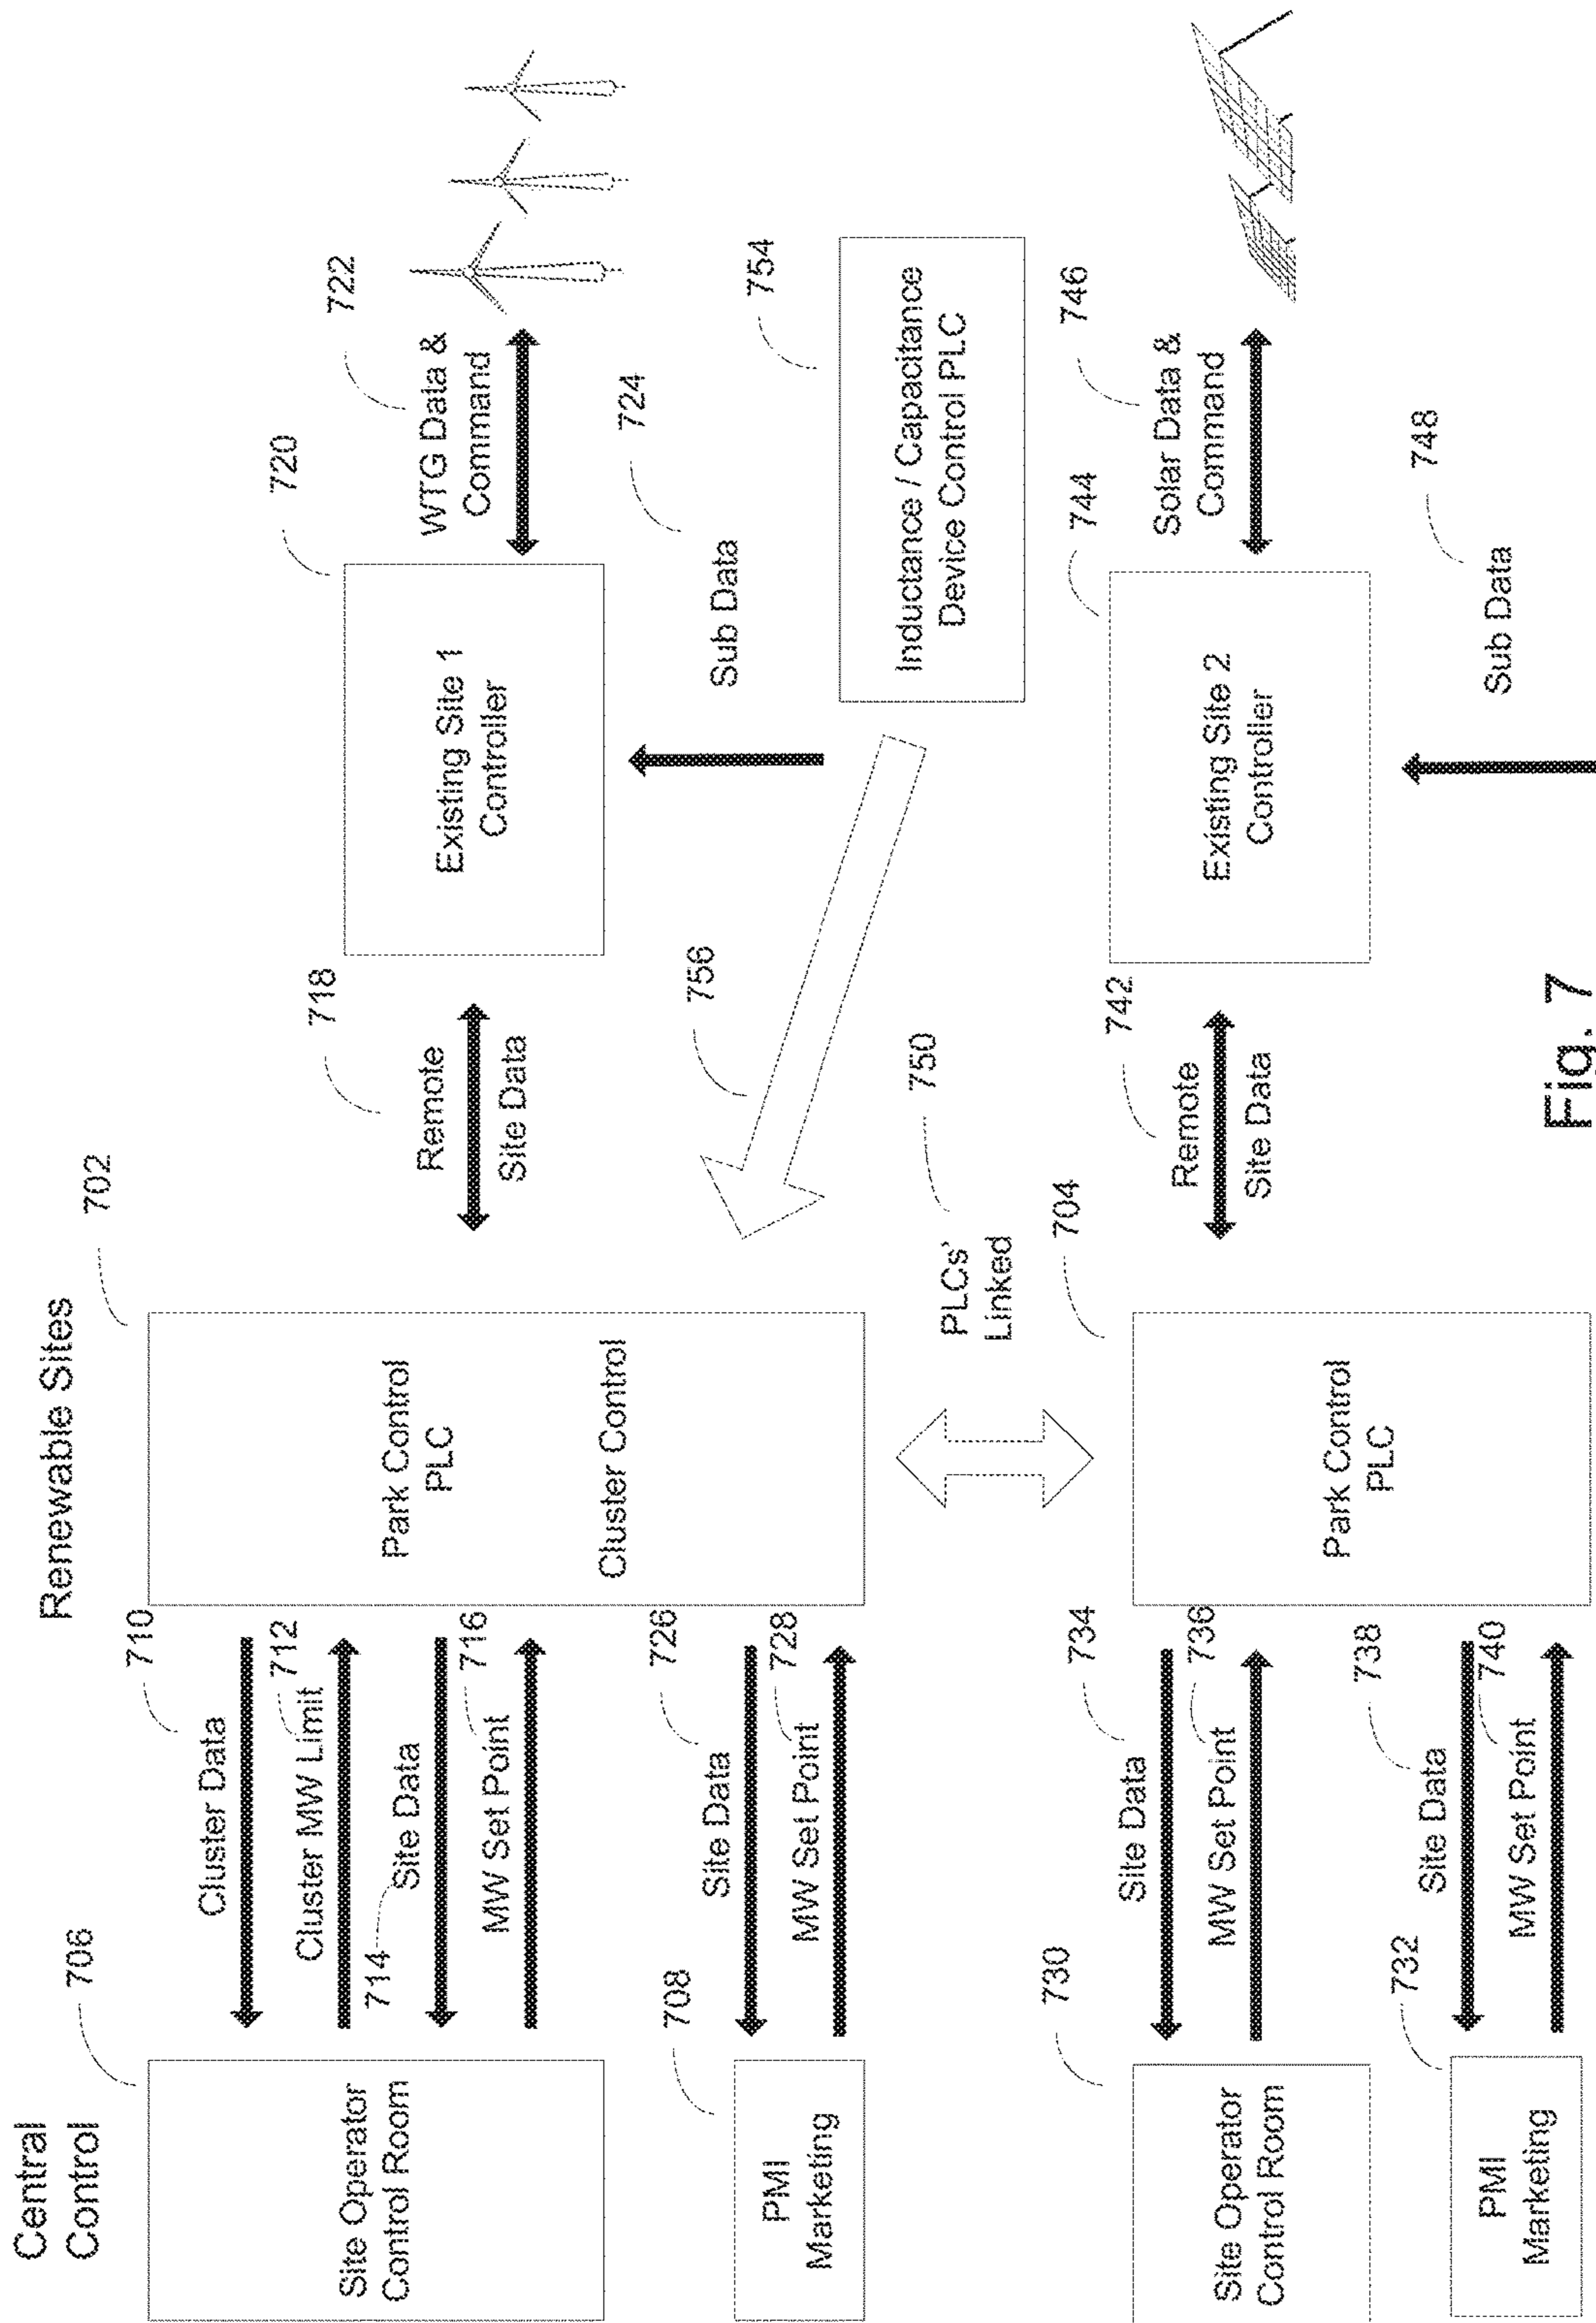 Central
Control
Renewable Sites
706
Site Operator
Control Room
710
Cluster Data
712
Cluster MW Limit
714
Site Data
716
MW Set Point
702
Park Control
PLC
Cluster Control
718
Remote
Site Data
720
Existing Site 1
Controller
722
WTG Data &
Command
724
Sub Data
708
PMI
Marketing
726
Site Data
728
MW Set Point
756
754
Inductance / Capacitance
Device Control PLC
750
PLCs'
Linked
730
Site Operator
Control Room
734
Site Data
736
MW Set Point
704
Park Control
PLC
742
Remote
Site Data
744
Existing Site 2
Controller
746
Solar Data &
Command
748
Sub Data
732
PMI
Marketing
738
Site Data
740
MW Set Point
Fig. 7